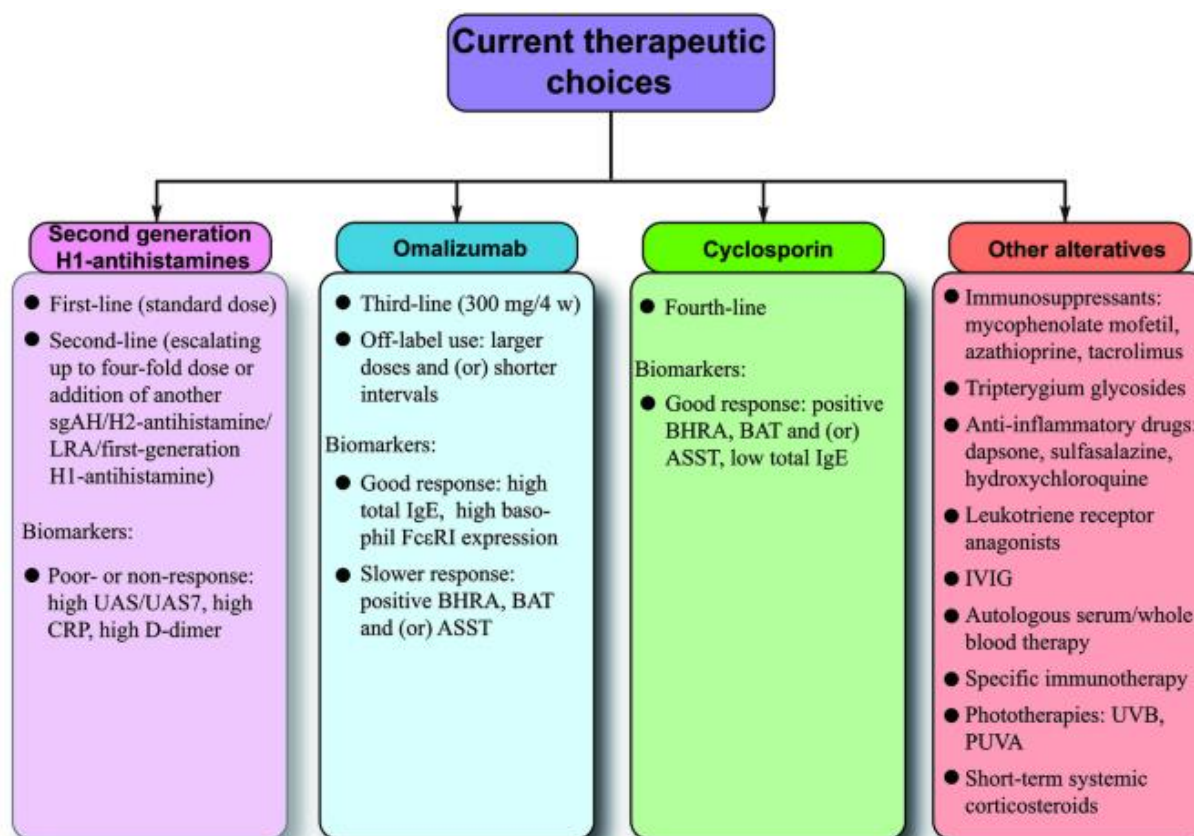 Current therapeutic
choices
Second generation
H1-antihistamines
● First-line (standard dose)
● Second-line (escalating
up to four-fold dose or
addition of another
sgAH/H2-antihistamine/
LRA/first-generation
H1-antihistamine)
Biomarkers:
● Poor- or non-response:
high UAS/UAS7, high
CRP, high D-dimer
Omalizumab
● Third-line (300 mg/4 w)
● Off-label use: larger
doses and (or) shorter
intervals
Biomarkers:
● Good response: high
total IgE, high baso-
phil FcεRI expression
● Slower response:
positive BHRA, BAT
and (or) ASST
Cyclosporin
● Fourth-line
Biomarkers:
● Good response: positive
BHRA, BAT and (or)
ASST, low total IgE
Other alteratives
● Immunosuppressants:
mycophenolate mofetil,
azathioprine, tacrolimus
● Tripterygium glycosides
● Anti-inflammatory drugs:
dapsone, sulfasalazine,
hydroxychloroquine
● Leukotriene receptor
anagonists
● IVIG
● Autologous serum/whole
blood therapy
● Specific immunotherapy
● Phototherapies: UVB,
PUVA
● Short-term systemic
corticosteroids